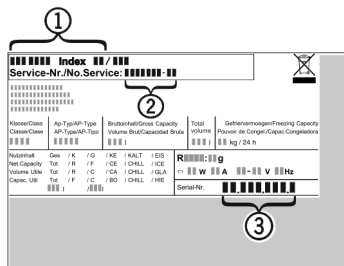 1
Index /
Service-Nr./No.Service: -
2
Klasse/Class Ap-Typ/AP-Type Bruttoinhalt/Gross Capacity Total Gefriervermoegen/Freezing Capacity
Classe/Clase AP-Type/AP-Tipo Volume Brut/Capacidad Bruta volume Pouvoir de Congel./Capac.Congeladora
l l kg / 24 h
Nutzinhalt Ges / K / G / KE / KALT / EIS R : g
Net.Capacity Tot / R / F / CE / CHILL / ICE
Volume Utile Tot / F / C / CA / CHILL / GLA W A - V Hz
Capac. Util Tot / F / C / BO / CHILL / HIE
l / l Serial-Nr. , , ,
3